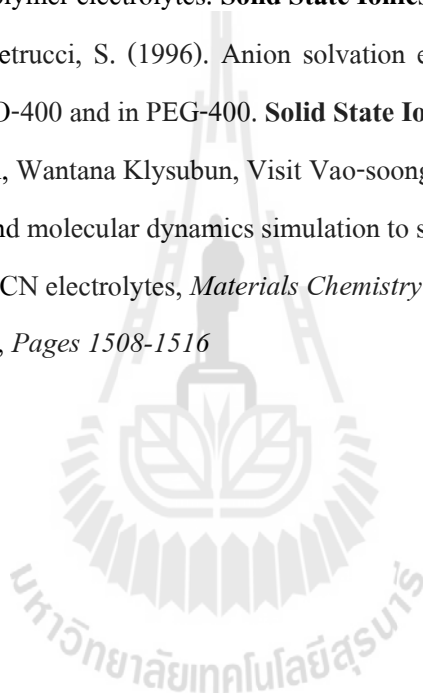 olymer electrolytes. Solid State Ionics
etrucci, S. (1996). Anion solvation e
O-400 and in PEG-400. Solid State Io
, Wantana Klysubun, Visit Vao-soong
nd molecular dynamics simulation to s
CN electrolytes, Materials Chemistry
, Pages 1508-1516
มหาวิทยาลัยเทคโนโลยีสุรนารี